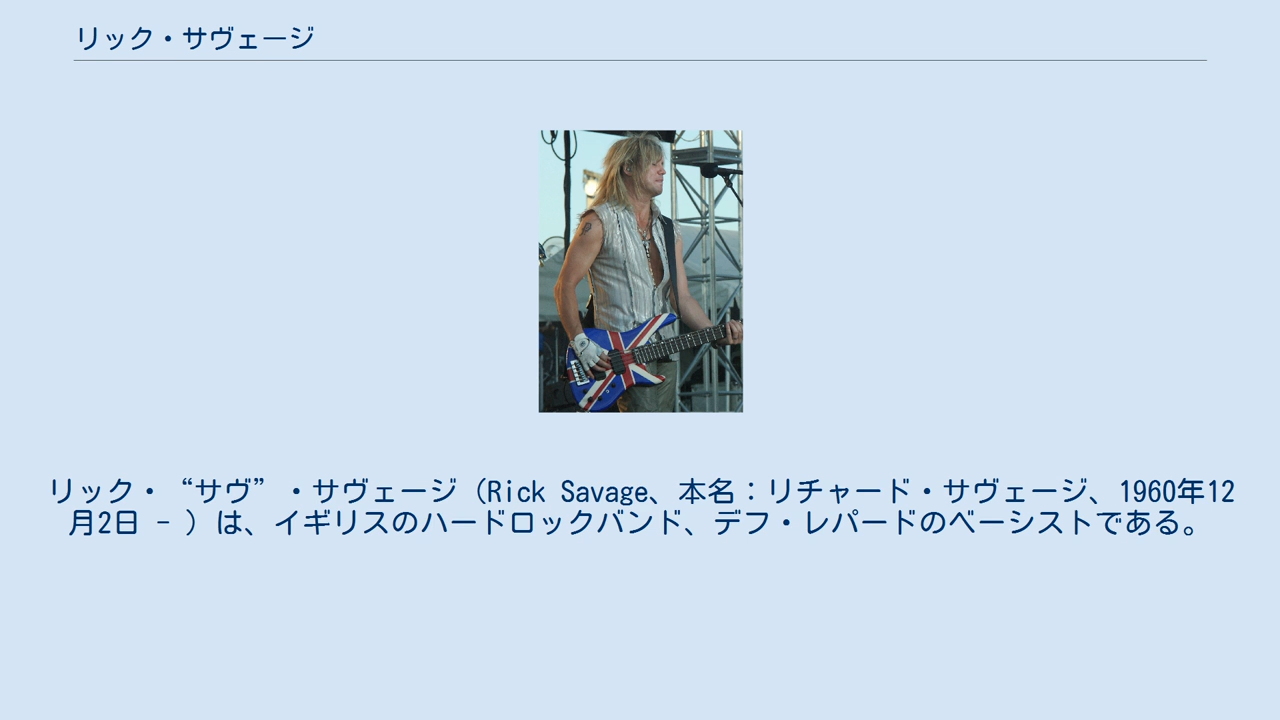 リック・サヴェージ
リック・“サヴ”・サヴェージ（Rick Savage、本名：リチャード・サヴェージ、1960年12
月2日 - ）は、イギリスのハードロックバンド、デフ・レパードのベーシストである。